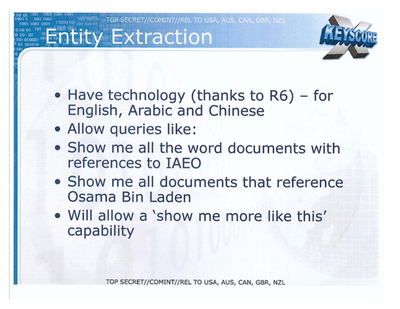 TOP SECRET//COMINT//REL TO USA, AUS, CAN, GBR, NZL
Entity Extraction
X
KEYSCORE
• Have technology (thanks to R6) – for
English, Arabic and Chinese
• Allow queries like:
• Show me all the word documents with
references to IAEO
• Show me all documents that reference
Osama Bin Laden
• Will allow a ‘show me more like this’
capability
TOP SECRET//COMINT//REL TO USA, AUS, CAN, GBR, NZL